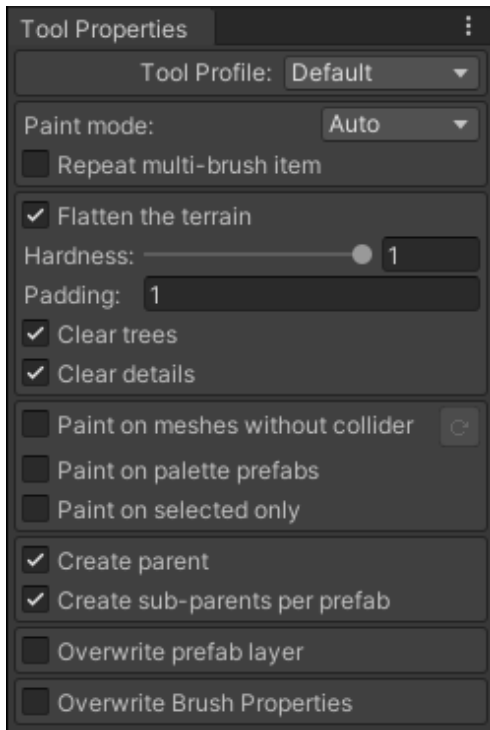 Tool Properties
Tool Profile: Default
Paint mode: Auto
Repeat multi-brush item
Flatten the terrain
Hardness: 1
Padding: 1
Clear trees
Clear details
Paint on meshes without collider
Paint on palette prefabs
Paint on selected only
Create parent
Create sub-parents per prefab
Overwrite prefab layer
Overwrite Brush Properties